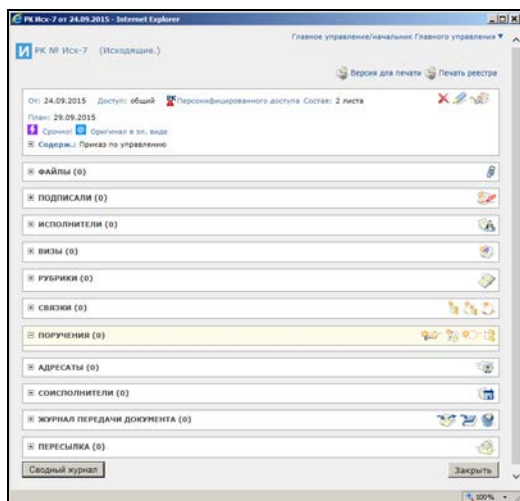 РК Исх-7 от 24.09.2015 - Internet Explorer
Главное управление/начальник Главного управления
И РК № Исх-7 (Исходящие.)
Версия для печати Печать реестра
От: 24.09.2015 Доступ: общий РК Персонифицированного доступа Состав: 2 листа
План: 29.09.2015
Срочно! Оригинал в эл. виде
Содерж.: Приказ по управлению
ФАЙЛЫ (0)
ПОДПИСАЛИ (0)
ИСПОЛНИТЕЛИ (0)
ВИЗЫ (0)
РУБРИКИ (0)
СВЯЗКИ (0)
ПОРУЧЕНИЯ (0)
АДРЕСАТЫ (0)
СОИСПОЛНИТЕЛИ (0)
ЖУРНАЛ ПЕРЕДАЧИ ДОКУМЕНТА (0)
ПЕРЕСЫЛКА (0)
Сводный журнал Закрыть
100%